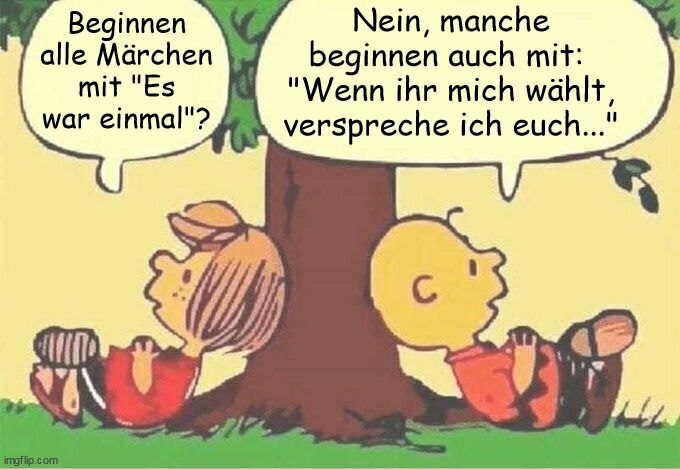 Beginnen
alle Märchen
mit "Es
war einmal"?
Nein, manche
beginnen auch mit:
"Wenn ihr mich wählt,
verspreche ich euch..."
imgflip.com